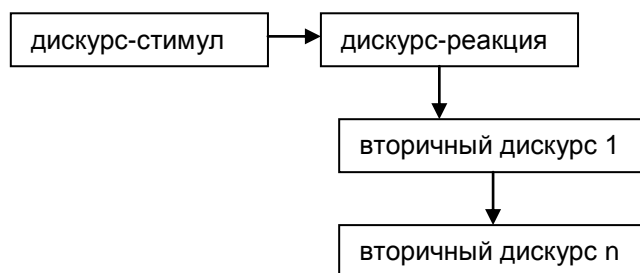 дискурс-стимул
дискурс-реакция
вторичный дискурс 1
вторичный дискурс n